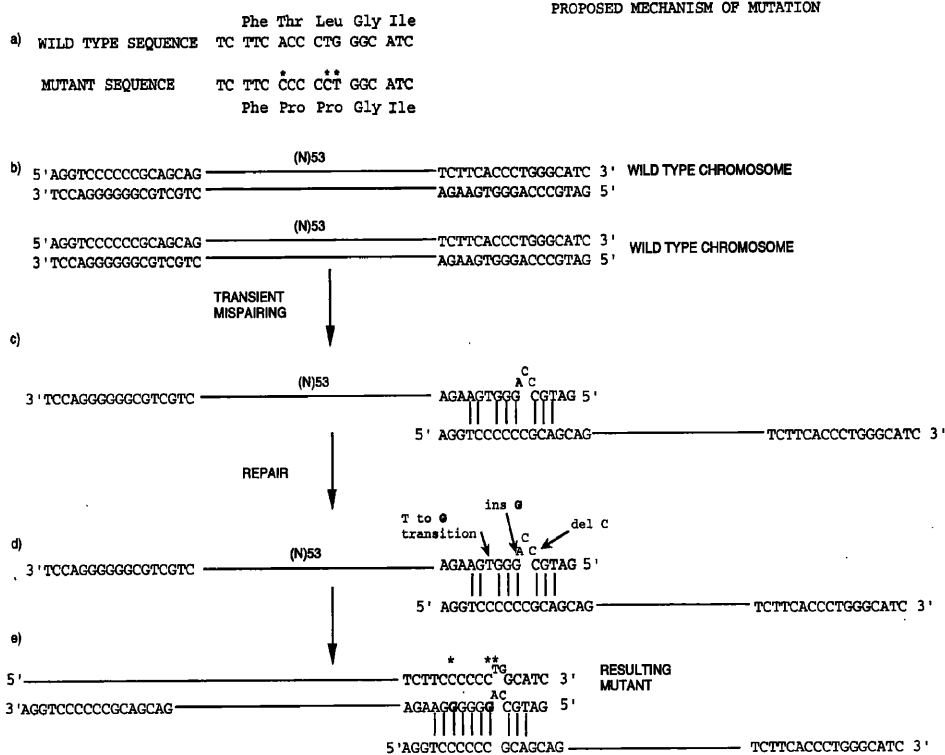 PROPOSED MECHANISM OF MUTATION
Phe Thr Leu Gly Ile
a) WILD TYPE SEQUENCE TC TTC ACC CTG GGC ATC
* **
MUTANT SEQUENCE TC TTC CCC CCT GGC ATC
Phe Pro Pro Gly Ile
(N)53
b) 5'AGGTCCCCCCGCAGCAG TCTTCACCCTGGGCATC 3' WILD TYPE CHROMOSOME
3'TCCAGGGGGGCGTCGTC AGAAGTGGGACCCGTAG 5'
(N)53
5'AGGTCCCCCCGCAGCAG TCTTCACCCTGGGCATC 3' WILD TYPE CHROMOSOME
3'TCCAGGGGGGCGTCGTC AGAAGTGGGACCCGTAG 5'
TRANSIENT
MISPAIRING
c)
C
(N)53 A C
3'TCCAGGGGGGCGTCGTC AGAAGTGGG CGTAG 5'
5' AGGTCCCCCCGCAGCAG TCTTCACCCTGGGCATC 3'
REPAIR
ins G
T to G
transition
del C
d)
C
(N)53 A C
3'TCCAGGGGGGCGTCGTC AGAAGTGGG CGTAG 5'
5' AGGTCCCCCCGCAGCAG TCTTCACCCTGGGCATC 3'
e)
* **
TG
5' TCTTCCCCCC GCATC 3' RESULTING
MUTANT
AC
3'AGGTCCCCCCGCAGCAG AGAAGGGGGG CGTAG 5'
5'AGGTCCCCCC GCAGCAG TCTTCACCCTGGGCATC 3'